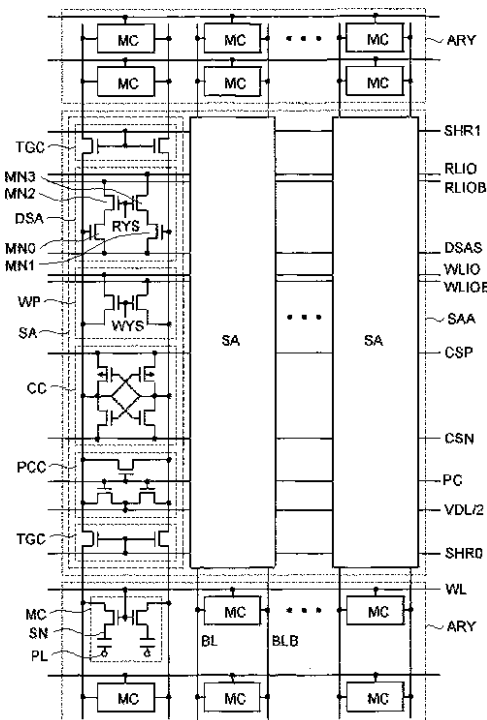 MC MC • • • MC ARY
MC MC MC
SHR1
TGC
RLIO
MN3 RLIOB
MN2
RYS
DSA
MN0 DSAS
MN1 WLIO
WLIOB
WP
WYS • • • SAA
SA SA SA
CSP
CC
CSN
PCC
PC
VDL/2
TGC
SHR0
WL
MC MC • • • MC
SN ARY
BL BLB
PL
MC MC MC